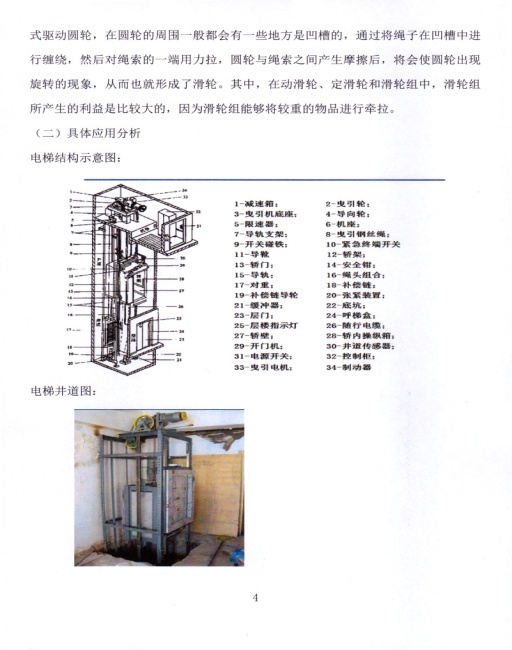 式驱动圆轮，在圆轮的周围一般都会有一些地方是凹槽的，通过将绳子在凹槽中进
行缠绕，然后对绳索的一端用力拉，圆轮与绳索之间产生摩擦后，将会使圆轮出现
旋转的现象，从而也就形成了滑轮。其中，在动滑轮、定滑轮和滑轮组中，滑轮组
所产生的利益是比较大的，因为滑轮组能够将较重的物品进行牵拉。
（二）具体应用分析
电梯结构示意图：
1-减速箱； 2-曳引轮；
3-曳引机底座； 4-导向轮；
5-限速器； 6-机座；
7-导轨支架； 8-曳引钢丝绳；
9-开关碰铁； 10-紧急终端开关
11-导靴 12-轿架；
13-轿门； 14-安全钳；
15-导轨； 16-绳头组合；
17-对重； 18-补偿链；
19-补偿链导轮 20-张紧装置；
21-缓冲器； 22-底坑；
23-层门； 24-呼梯盒；
25-层楼指示灯 26-随行电缆；
27-轿壁； 28-轿内操纵箱；
29-开门机； 30-井道传感器；
31-电源开关； 32-控制柜；
33-曳引电机； 34-制动器
电梯井道图：
4